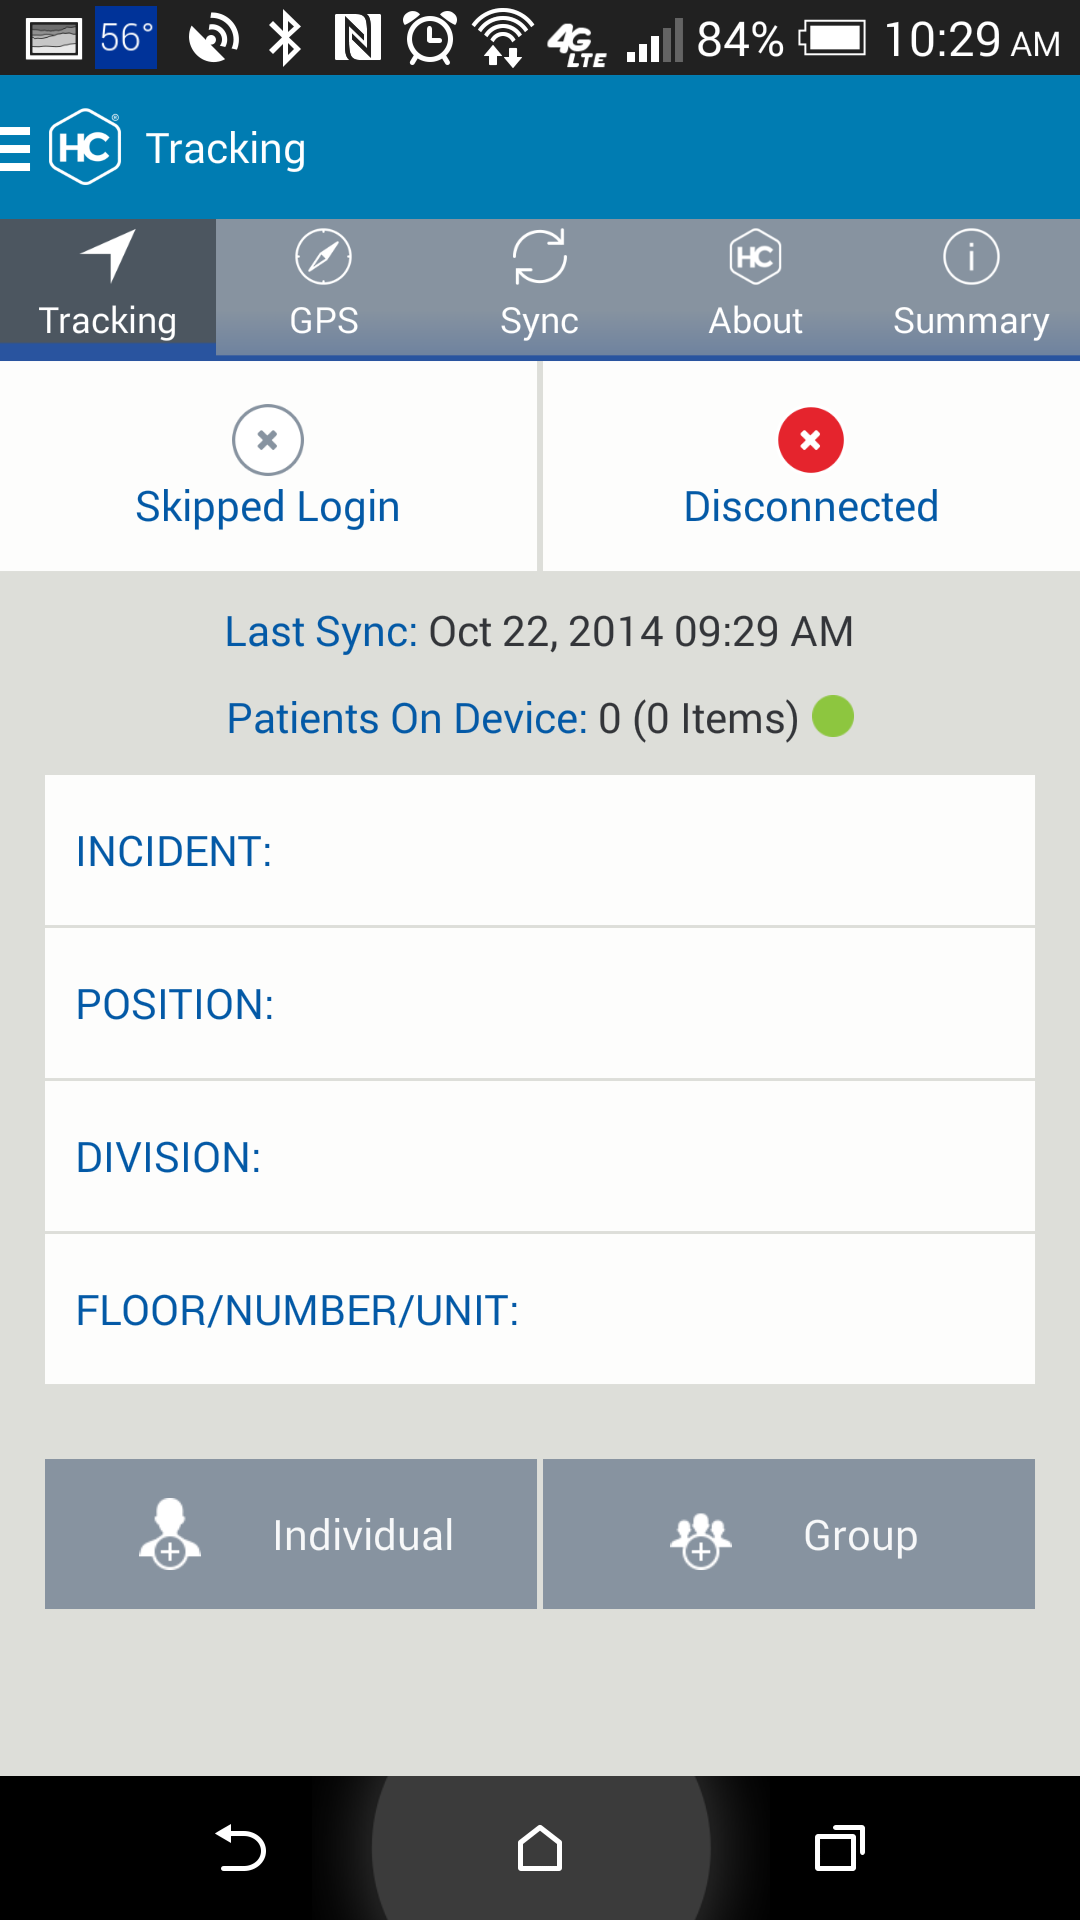 56° 4G LTE 84% 10:29 AM
HC® Tracking
Tracking GPS Sync HC About Summary
Skipped Login Disconnected
Last Sync: Oct 22, 2014 09:29 AM
Patients On Device: 0 (0 Items)
INCIDENT:
POSITION:
DIVISION:
FLOOR/NUMBER/UNIT:
Individual Group